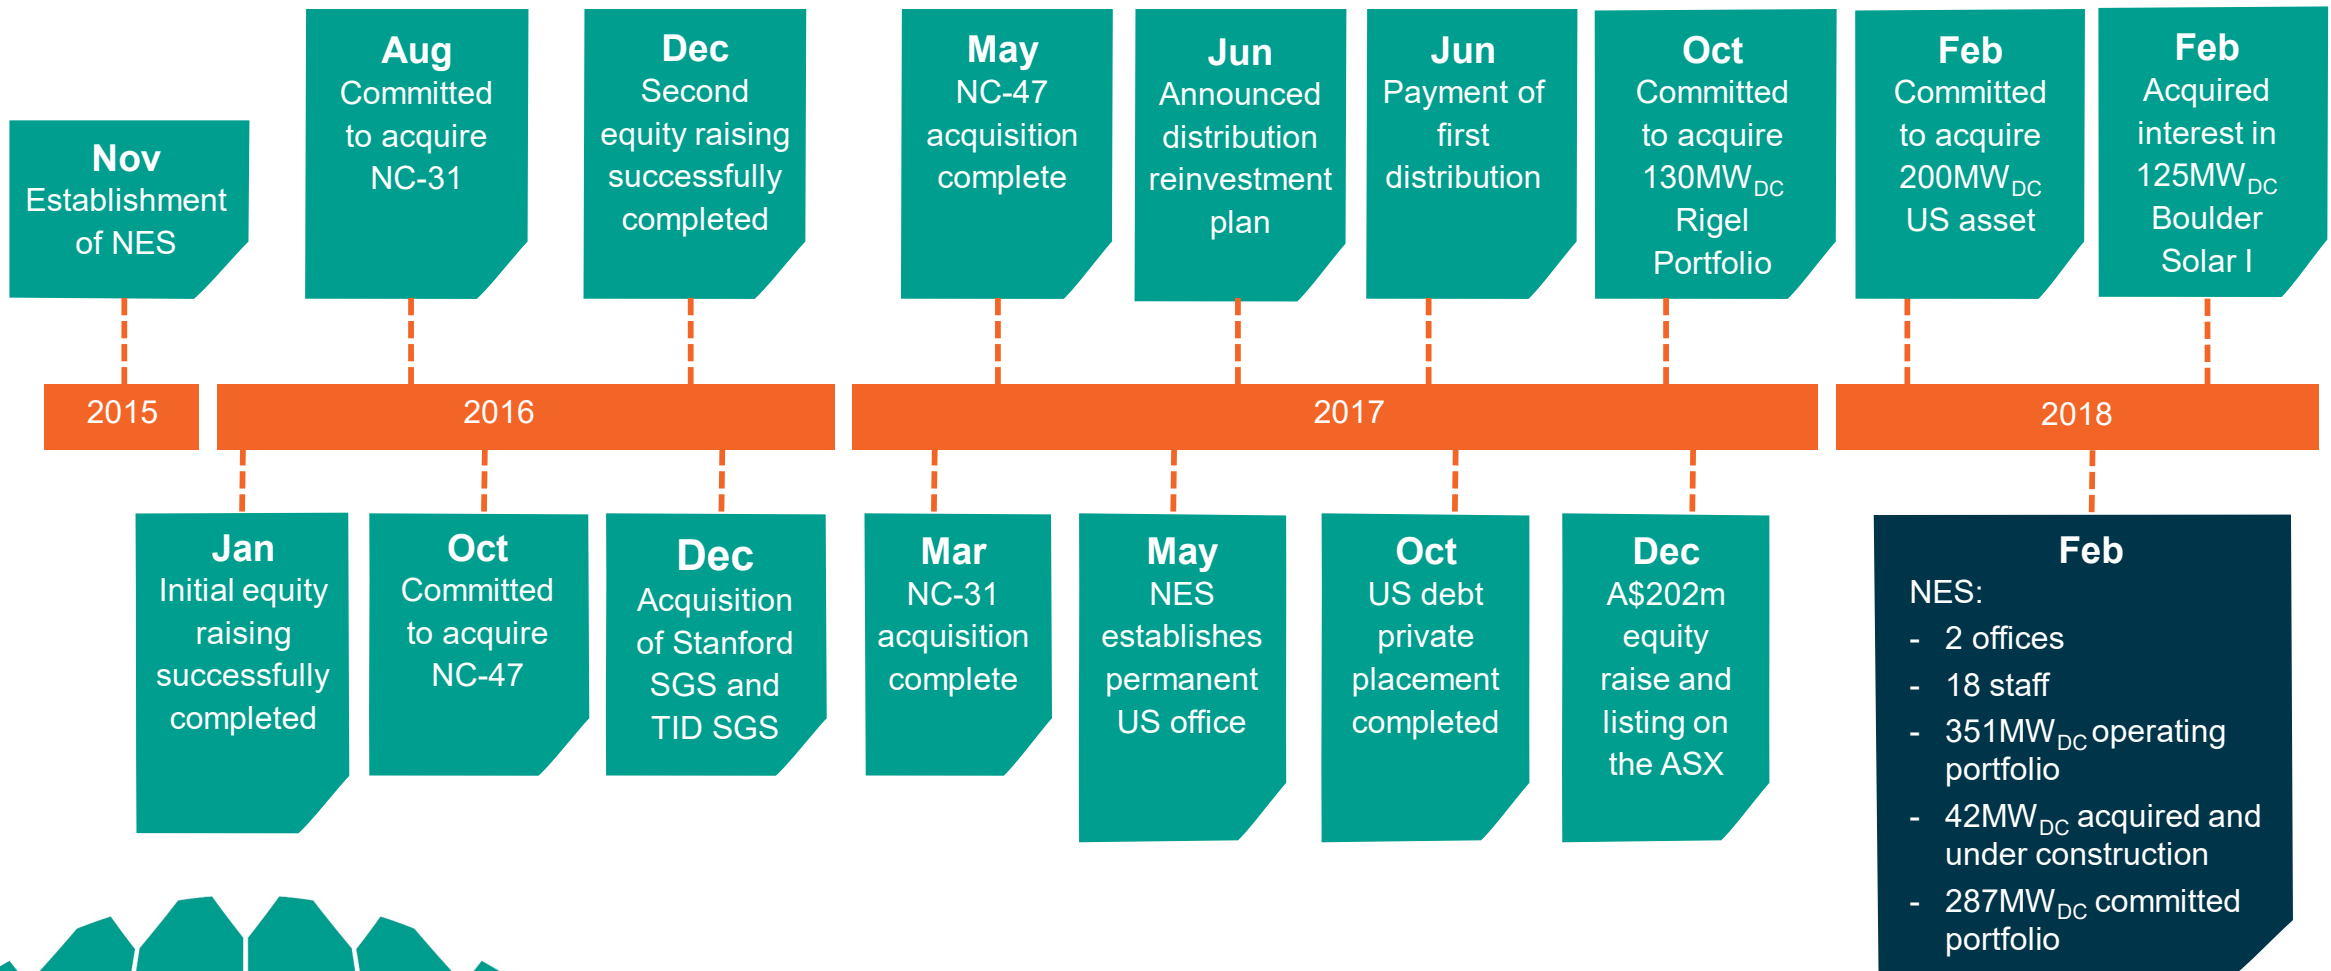 Nov
Establishment
of NES
Aug
Committed
to acquire
NC-31
Dec
Second
equity raising
successfully
completed
May
NC-47
acquisition
complete
Jun
Announced
distribution
reinvestment
plan
Jun
Payment of
first
distribution
Oct
Committed
to acquire
130MWDC
Rigel
Portfolio
Feb
Committed
to acquire
200MWDC
US asset
Feb
Acquired
interest in
125MWDC
Boulder
Solar I
2015
2016
2017
2018
Jan
Initial equity
raising
successfully
completed
Oct
Committed
to acquire
NC-47
Dec
Acquisition
of Stanford
SGS and
TID SGS
Mar
NC-31
acquisition
complete
May
NES
establishes
permanent
US office
Oct
US debt
private
placement
completed
Dec
A$202m
equity
raise and
listing on
the ASX
Feb
NES:
- 2 offices
- 18 staff
- 351MWDC operating
portfolio
- 42MWDC acquired and
under construction
- 287MWDC committed
portfolio